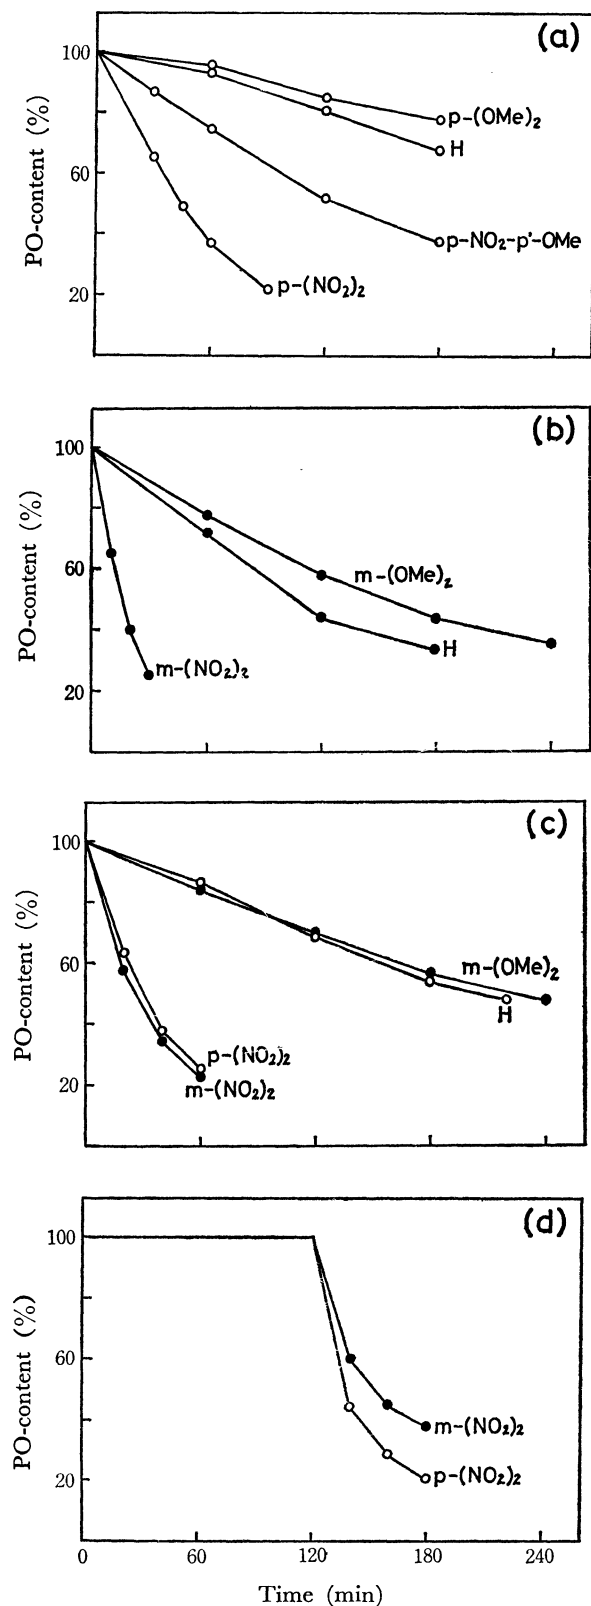 (a)
100
60
20
PO-content (%)
p-(OMe)₂
H
p-NO₂-p'-OMe
p-(NO₂)₂
(b)
100
60
20
PO-content (%)
m-(OMe)₂
H
m-(NO₂)₂
(c)
100
60
20
PO-content (%)
m-(OMe)₂
H
p-(NO₂)₂
m-(NO₂)₂
(d)
100
60
20
PO-content (%)
m-(NO₂)₂
p-(NO₂)₂
0 60 120 180 240
Time (min)